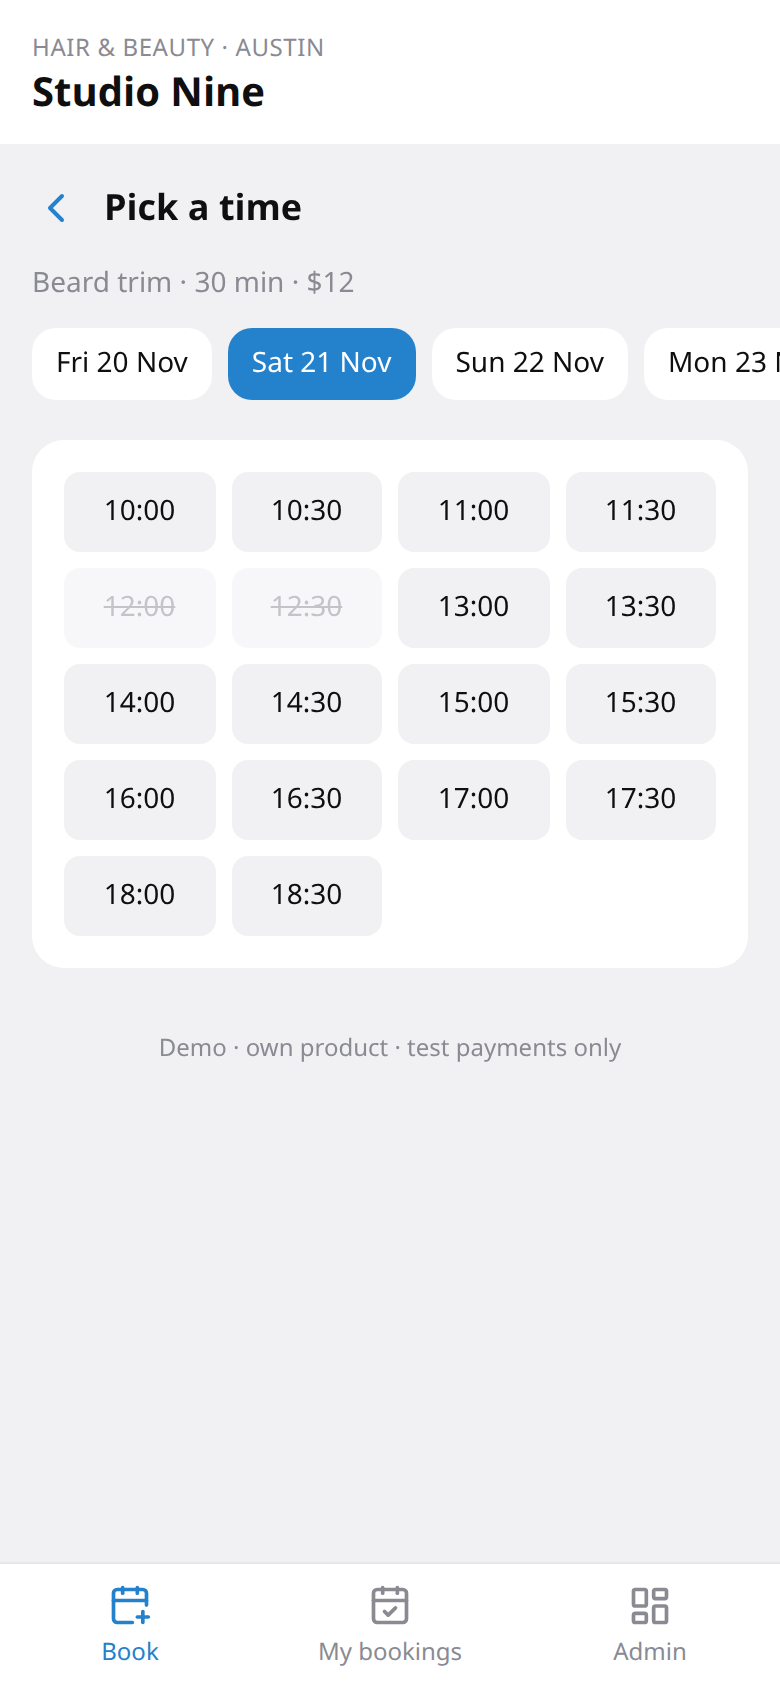 HAIR & BEAUTY · AUSTIN
Studio Nine
Pick a time
Beard trim · 30 min · $12
Fri 20 Nov Sat 21 Nov Sun 22 Nov Mon 23
10:00 10:30 11:00 11:30
12:00 12:30 13:00 13:30
14:00 14:30 15:00 15:30
16:00 16:30 17:00 17:30
18:00 18:30
Demo · own product · test payments only
Book My bookings Admin